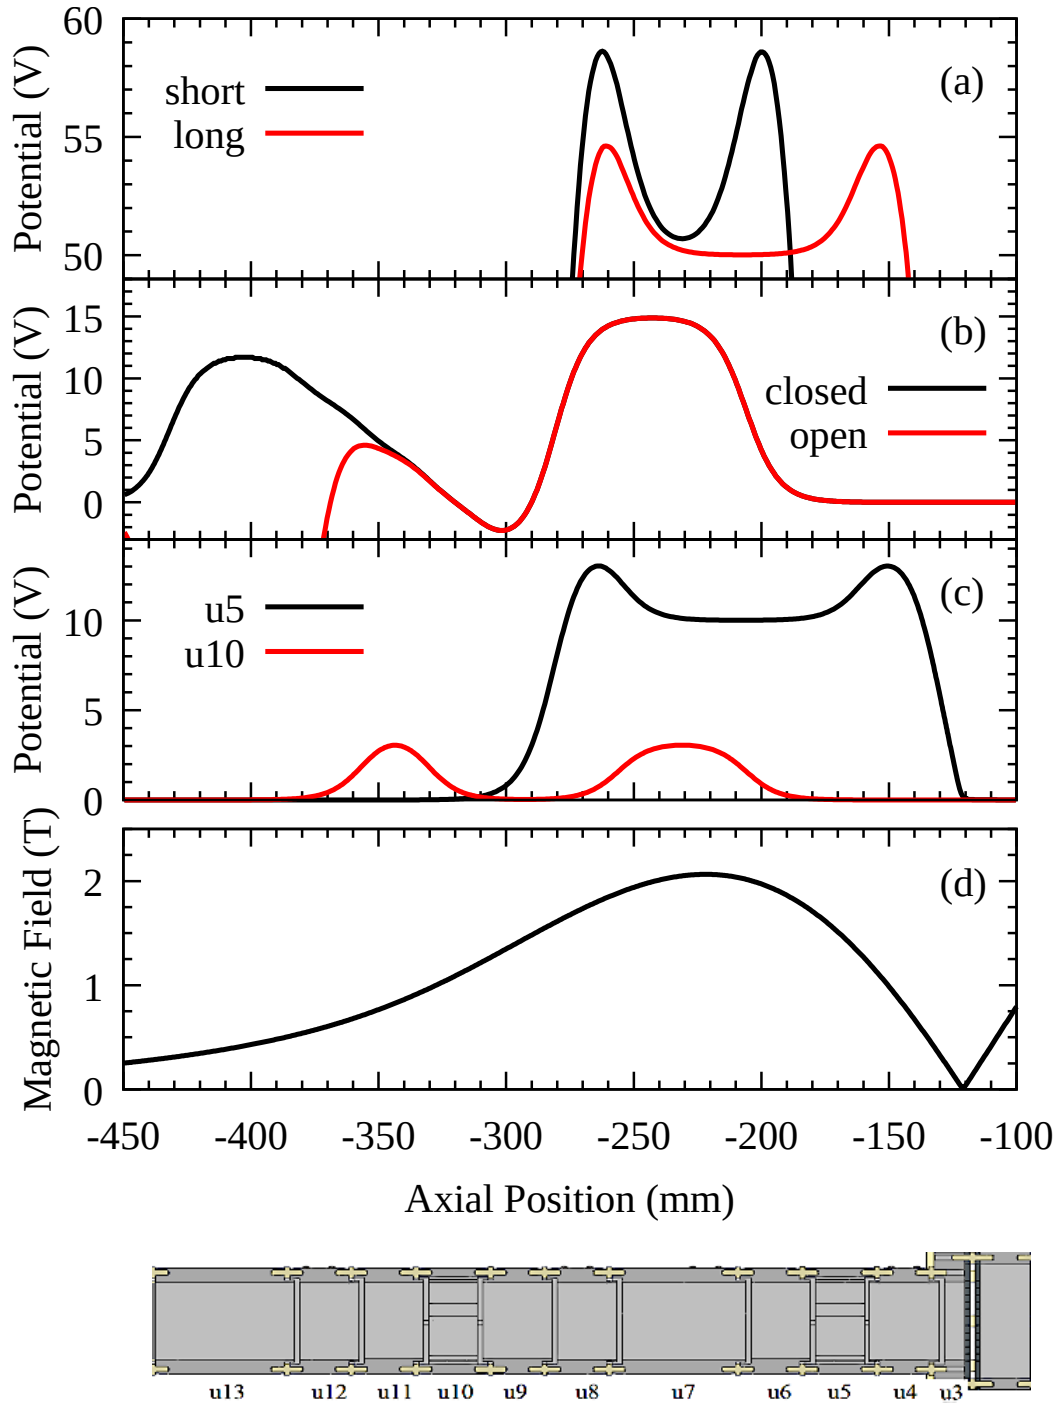 60
55
50
Potential (V)
short
long
(a)
15
10
5
0
Potential (V)
(b)
closed
open
10
5
0
Potential (V)
u5
u10
(c)
2
1
0
Magnetic Field (T)
(d)
-450 -400 -350 -300 -250 -200 -150 -100
Axial Position (mm)
u13 u12 u11 u10 u9 u8 u7 u6 u5 u4 u3